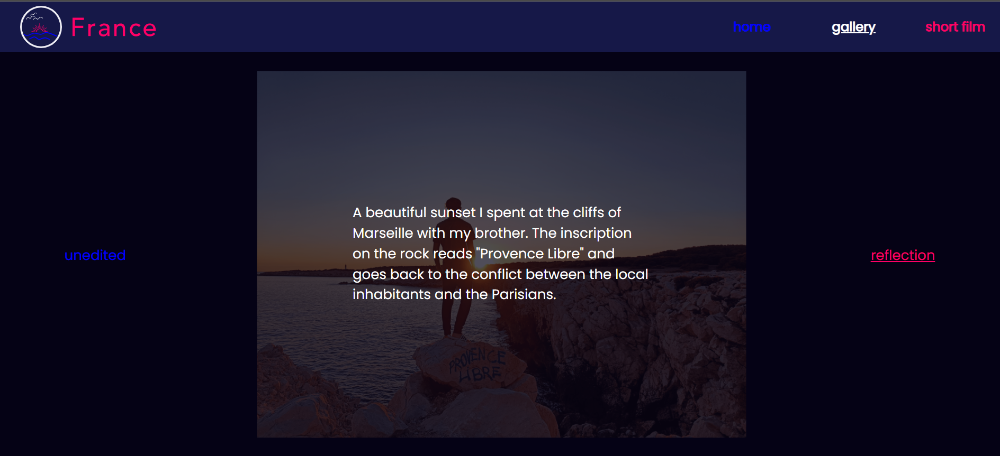 France
home
gallery
short film
A beautiful sunset I spent at the cliffs of
Marseille with my brother. The inscription
on the rock reads "Provence Libre" and
goes back to the conflict between the local
inhabitants and the Parisians.
unedited
reflection
PROVENCE
LIBRE